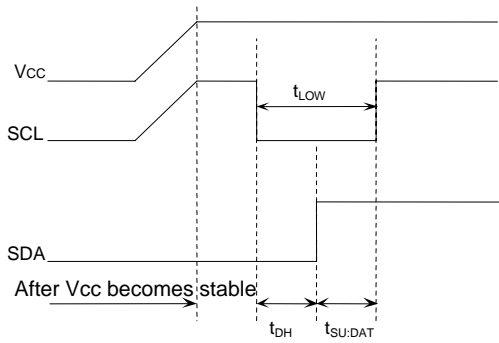 Vcc
tLOW
SCL
SDA
After Vcc becomes stable
tDH
tSU:DAT